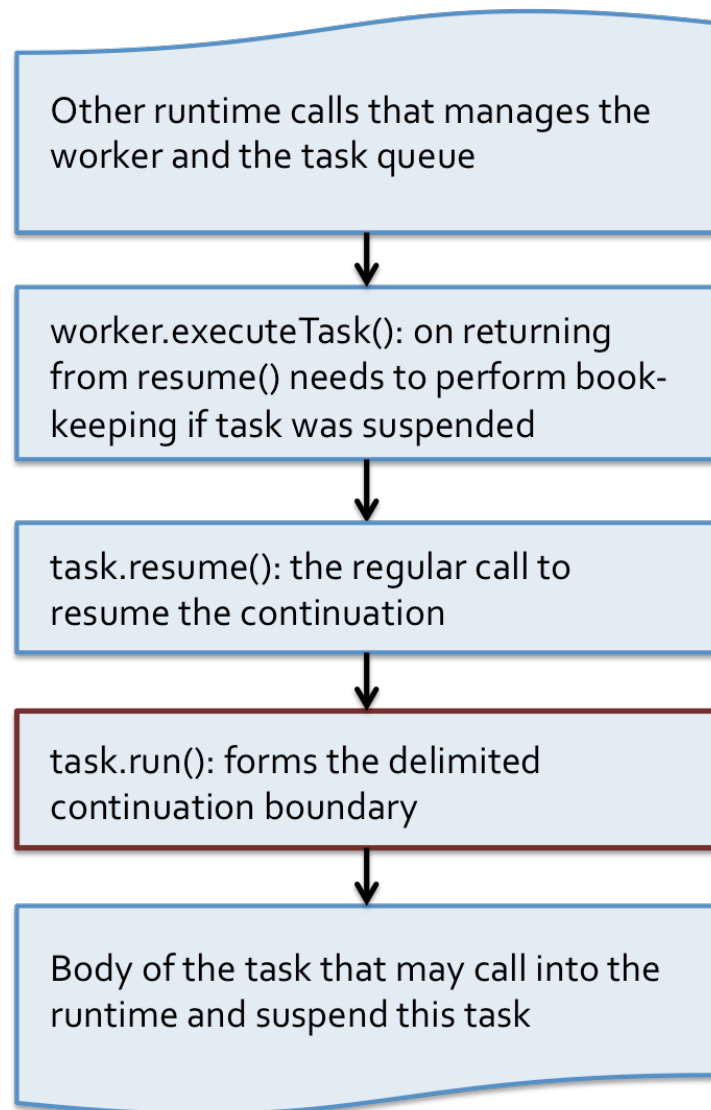 Other runtime calls that manages the
worker and the task queue
worker.executeTask(): on returning
from resume() needs to perform book-
keeping if task was suspended
task.resume(): the regular call to
resume the continuation
task.run(): forms the delimited
continuation boundary
Body of the task that may call into the
runtime and suspend this task